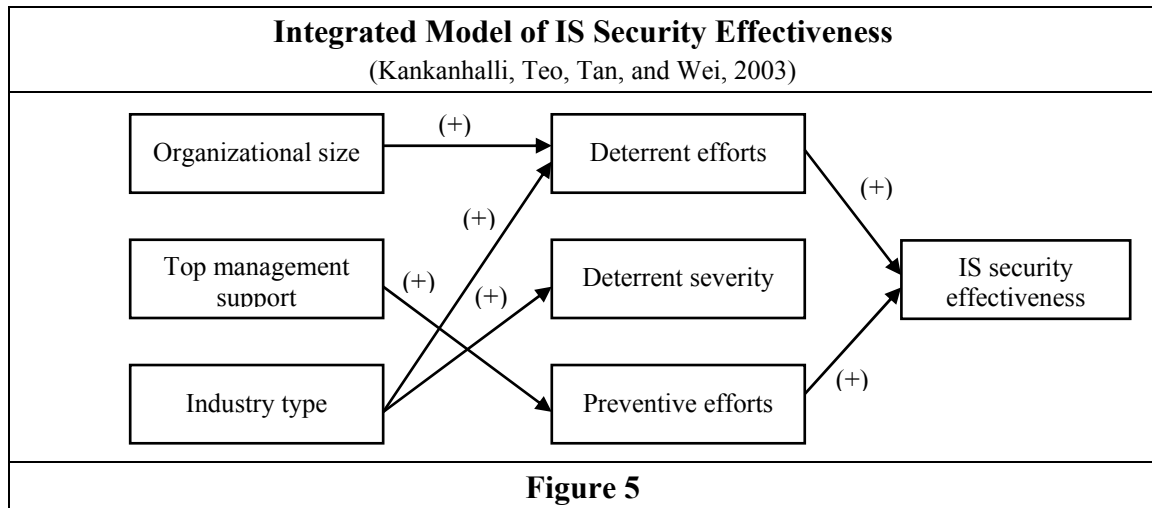 Integrated Model of IS Security Effectiveness
(Kankanhalli, Teo, Tan, and Wei, 2003)
Organizational size
(+)
Deterrent efforts
(+)
(+)
Top management
support
(+)
(+)
Deterrent severity
IS security
effectiveness
Industry type
Preventive efforts
(+)
Figure 5